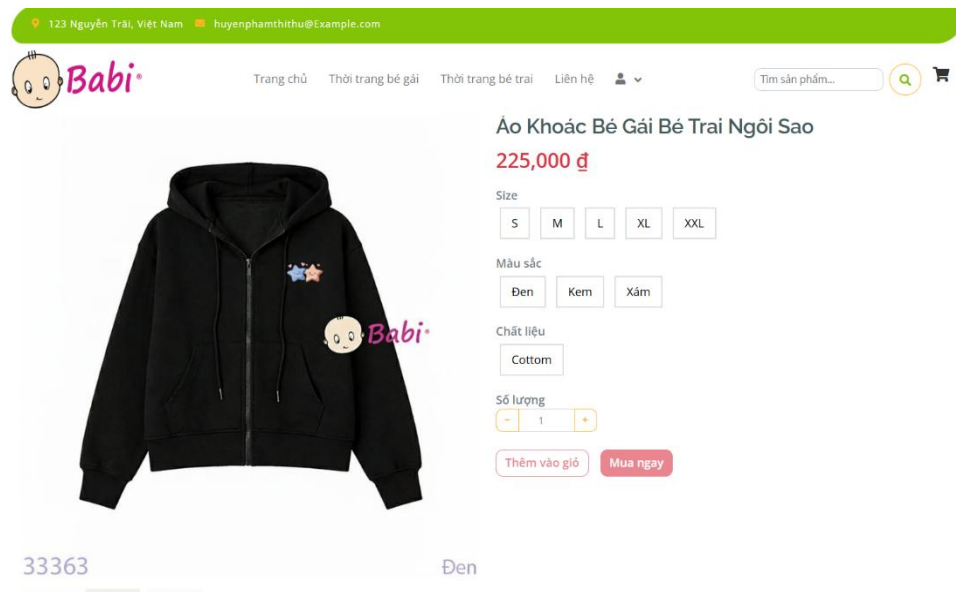 123 Nguyễn Trãi, Việt Nam huyenphamthithu@Example.com
Babi
Trang chủ Thời trang bé gái Thời trang bé trai Liên hệ Tìm sản phẩm...
Áo Khoác Bé Gái Bé Trai Ngôi Sao
225,000 ₫
Size
S M L XL XXL
Màu sắc
Đen Kem Xám
Babi
Chất liệu
Cottom
Số lượng
- 1 +
Thêm vào giỏ Mua ngay
33363 Đen